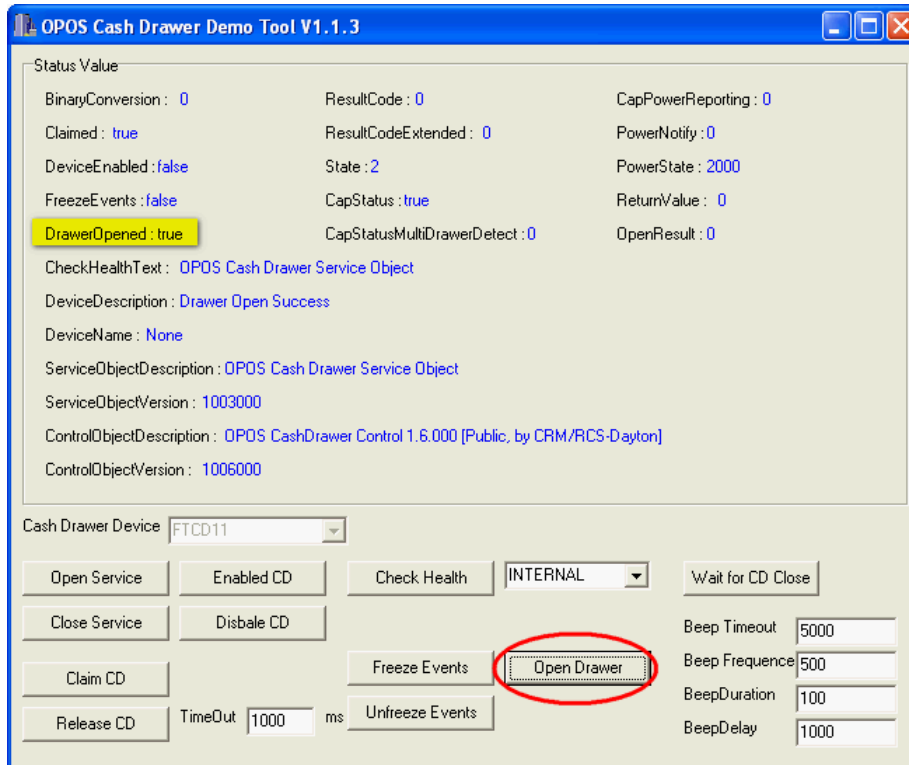 OPOS Cash Drawer Demo Tool V1.1.3
Status Value
BinaryConversion : 0 ResultCode : 0 CapPowerReporting : 0
Claimed : true ResultCodeExtended : 0 PowerNotify : 0
DeviceEnabled : false State : 2 PowerState : 2000
FreezeEvents : false CapStatus : true ReturnValue : 0
DrawerOpened : true CapStatusMultiDrawerDetect : 0 OpenResult : 0
CheckHealthText : OPOS Cash Drawer Service Object
DeviceDescription : Drawer Open Success
DeviceName : None
ServiceObjectDescription : OPOS Cash Drawer Service Object
ServiceObjectVersion : 1003000
ControlObjectDescription : OPOS CashDrawer Control 1.6.000 [Public, by CRM/RCS-Dayton]
ControlObjectVersion : 1006000
Cash Drawer Device FTCD11
Open Service Enabled CD Check Health INTERNAL Wait for CD Close
Close Service Disbale CD
Beep Timeout 5000
Claim CD Freeze Events Open Drawer Beep Frequence 500
BeepDuration 100
Release CD TimeOut 1000 ms Unfreeze Events
BeepDelay 1000